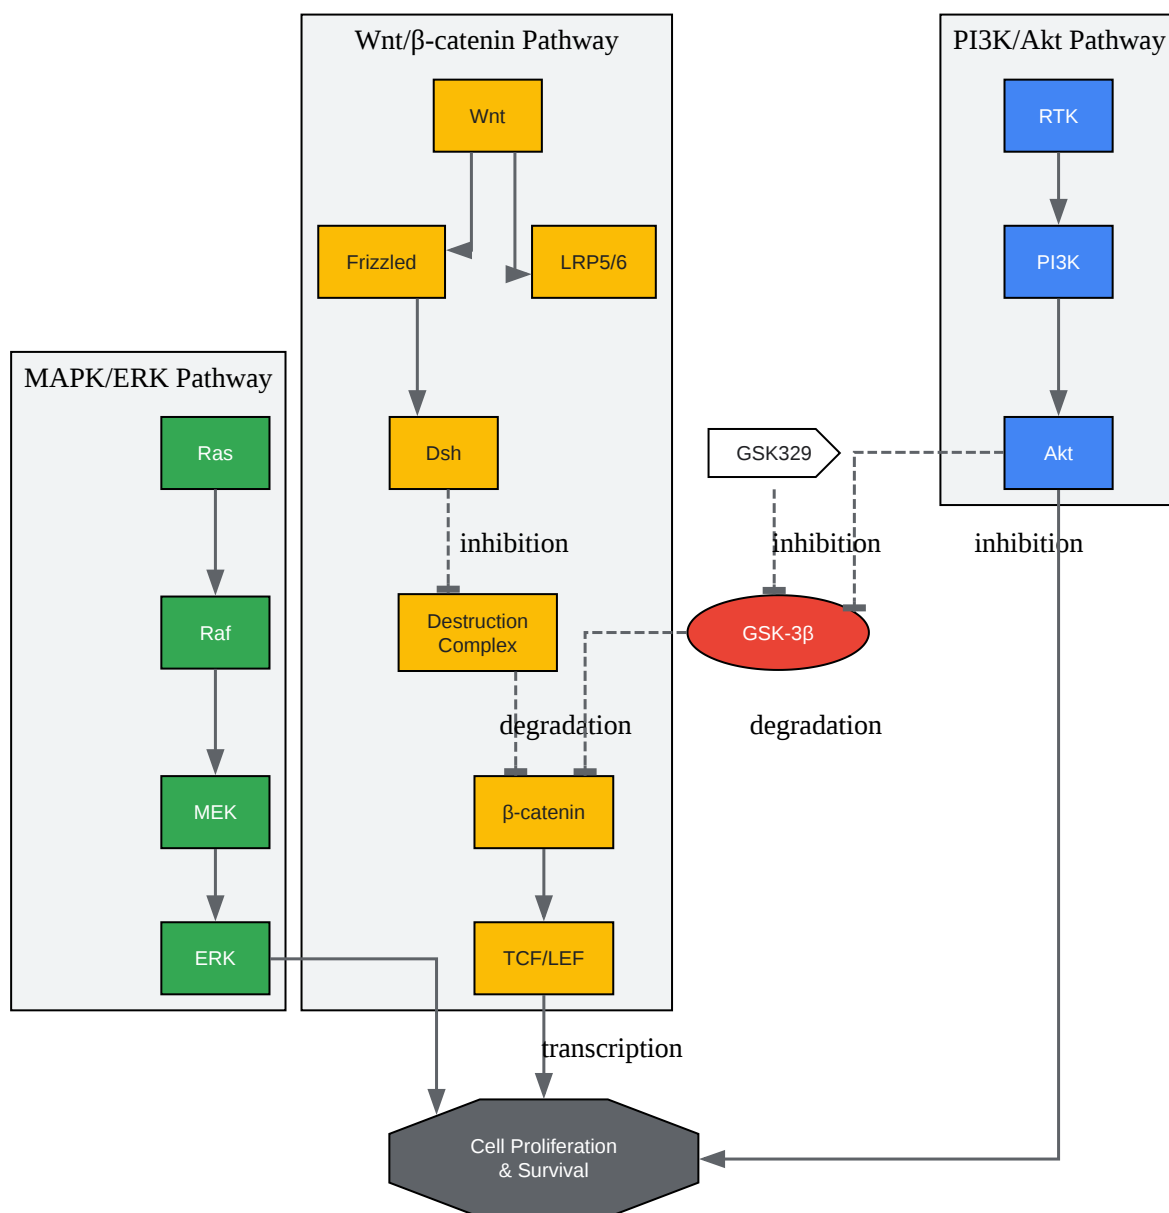 Wnt/β-catenin Pathway
PI3K/Akt Pathway
Wnt
RTK
Frizzled
LRP5/6
PI3K
MAPK/ERK Pathway
Ras
Dsh
GSK329
Akt
inhibition
inhibition
inhibition
Raf
Destruction
Complex
GSK-3β
degradation
degradation
MEK
β-catenin
ERK
TCF/LEF
transcription
Cell Proliferation
& Survival